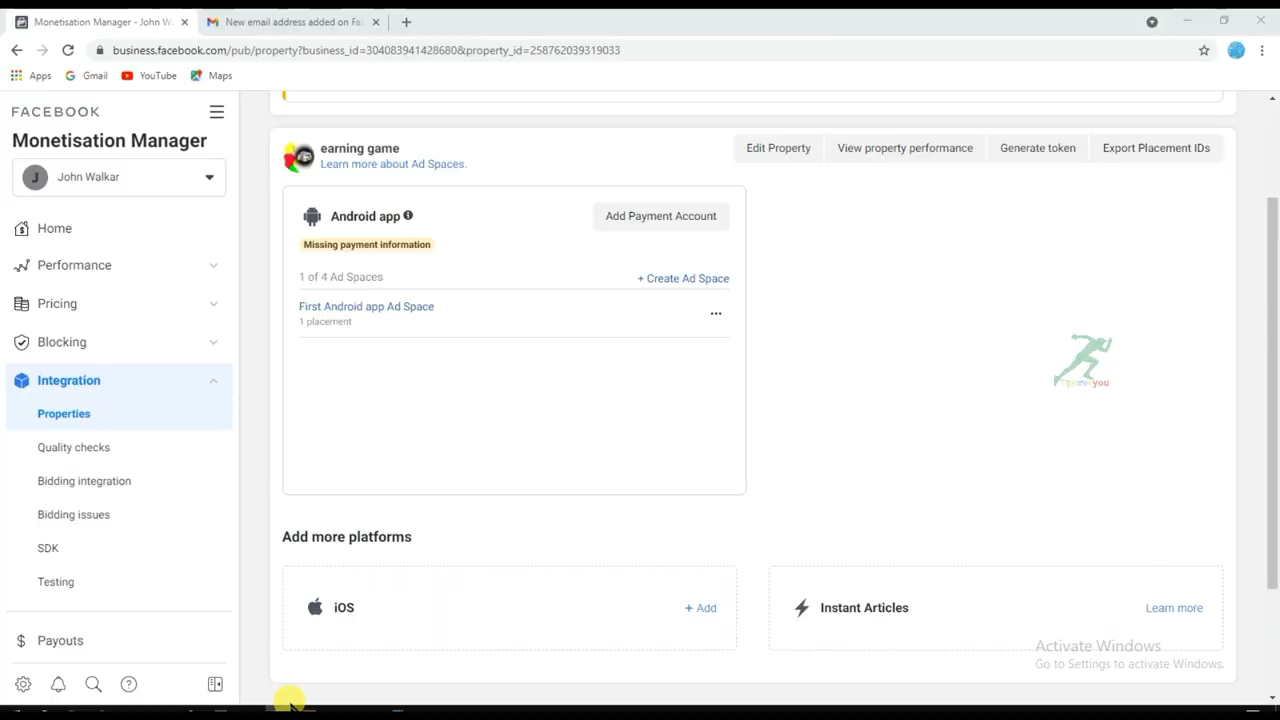 Monetisation Manager - John W
New email address added on Fa
business.facebook.com/pub/property?business_id=3040839414286808&property_id=258762039319033
Apps
Gmail
YouTube
Maps
FACEBOOK
Monetisation Manager
J
John Walkar
Home
Performance
Pricing
Blocking
Integration
Properties
Quality checks
Bidding integration
Bidding issues
SDK
Testing
Payouts
earning game
Learn more about Ad Spaces.
Edit Property
View property performance
Generate token
Export Placement IDs
Android app
Add Payment Account
Missing payment information
1 of 4 Ad Spaces
+ Create Ad Space
First Android app Ad Space
1 placement
Add more platforms
iOS
+ Add
Instant Articles
Learn more
Activate Windows
Go to Settings to activate Windows.